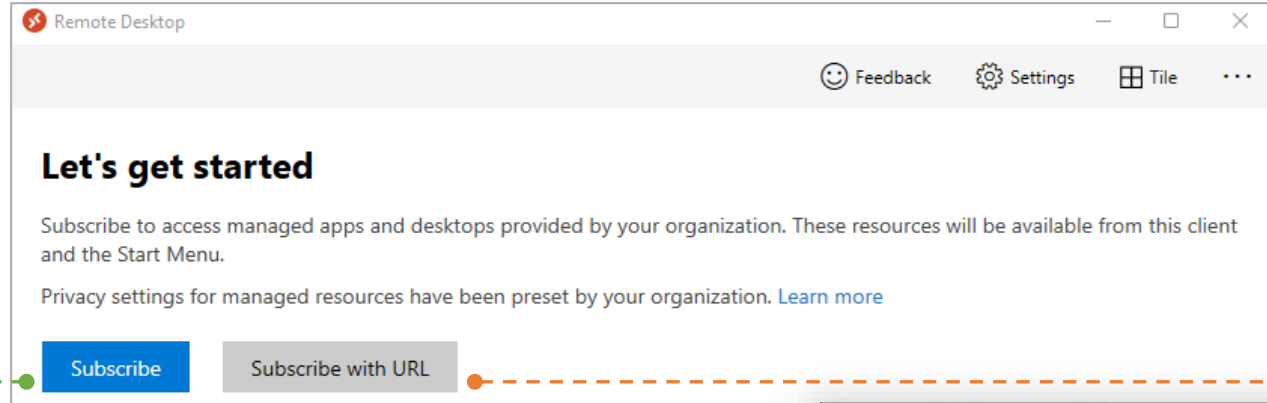 Remote Desktop
Feedback Settings Tile ...
Let's get started
Subscribe to access managed apps and desktops provided by your organization. These resources will be available from this client
and the Start Menu.
Privacy settings for managed resources have been preset by your organization. Learn more
Subscribe Subscribe with URL